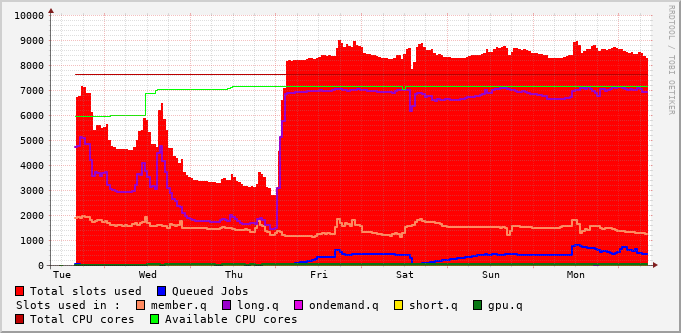 10000
9000
8000
7000
6000
5000
4000
3000
2000
1000
0
Tue Wed Thu Fri Sat Sun Mon
RRDTOOL / TOBI OETIKER
Total slots used Queued Jobs
Slots used in : member.q long.q ondemand.q short.q gpu.q
Total CPU cores Available CPU cores